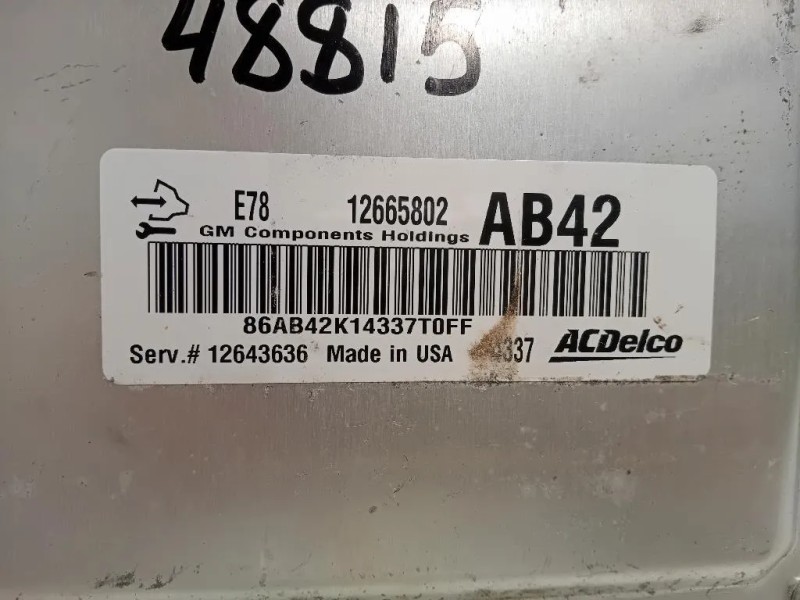 48815
E78 12665802 AB42
GM Components Holdings
86AB42K14337T0FF
Serv.# 12643636 Made in USA 337 ACDelco